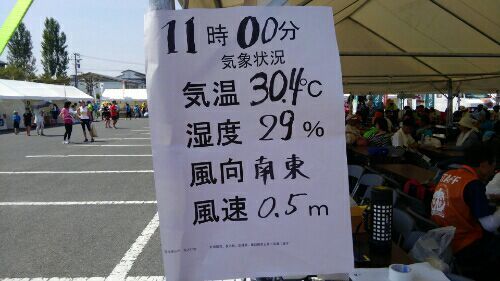 11時00分
気象状況
気温 30.4℃
湿度 29%
風向 南東
風速 0.5m